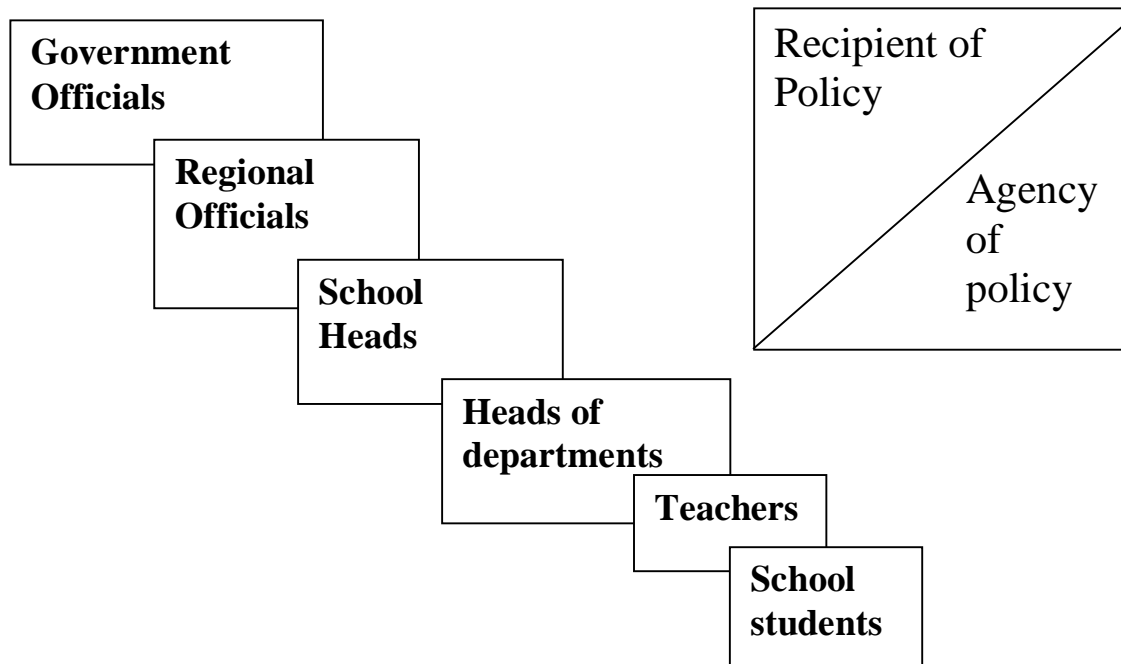 Government
Officials
Regional
Officials
School
Heads
Heads of
departments
Teachers
School
students
Recipient of
Policy
Agency
of
policy